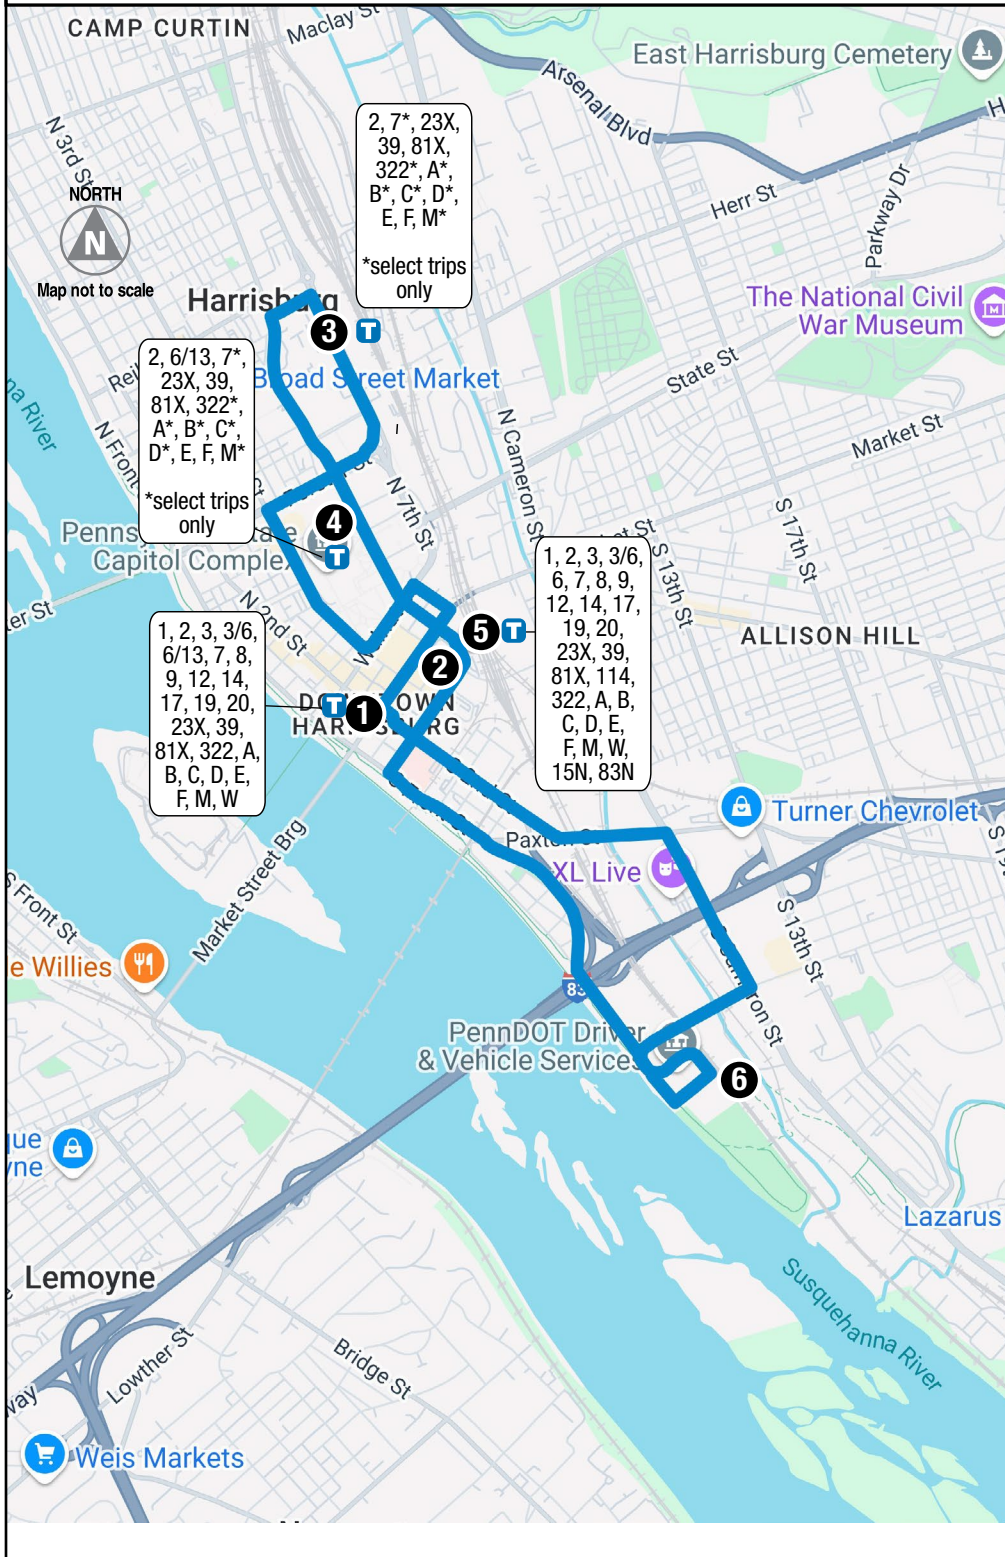 CAMP CURTIN
Maclay St
East Harrisburg Cemetery
Arsenal Blvd
N 3rd St
NORTH
N
Map not to scale
2, 7*, 23X,
39, 81X,
322*, A*,
B*, C*, D*,
E, F, M*
*select trips
only
Herr St
Parkway Dr
The National Civil
War Museum
Harrisburg
3
T
Broad Street Market
State St
Market St
N Cameron St
N 7th St
S 17th St
S 13th St
2, 6/13, 7*,
23X, 39,
81X, 322*,
A*, B*, C*,
D*, E, F, M*
*select trips
only
N Front
4
T
Capitol Complex
N 2nd St
1, 2, 3, 3/6,
6, 7, 8, 9,
12, 14, 17,
19, 20,
23X, 39,
81X, 114,
322, A, B,
C, D, E,
F, M, W,
15N, 83N
5
T
2
ALLISON HILL
1, 2, 3, 3/6,
6/13, 7, 8,
9, 12, 14,
17, 19, 20,
23X, 39,
81X, 322, A,
B, C, D, E,
F, M, W
T
1
Market Street Brg
S Front St
Turner Chevrolet
XL Live
S 13th St
83
PennDOT Driver
& Vehicle Services
6
e Willies
Lazarus
Lemoyne
Lowther St
Bridge St
Susquehanna River
way
Weis Markets